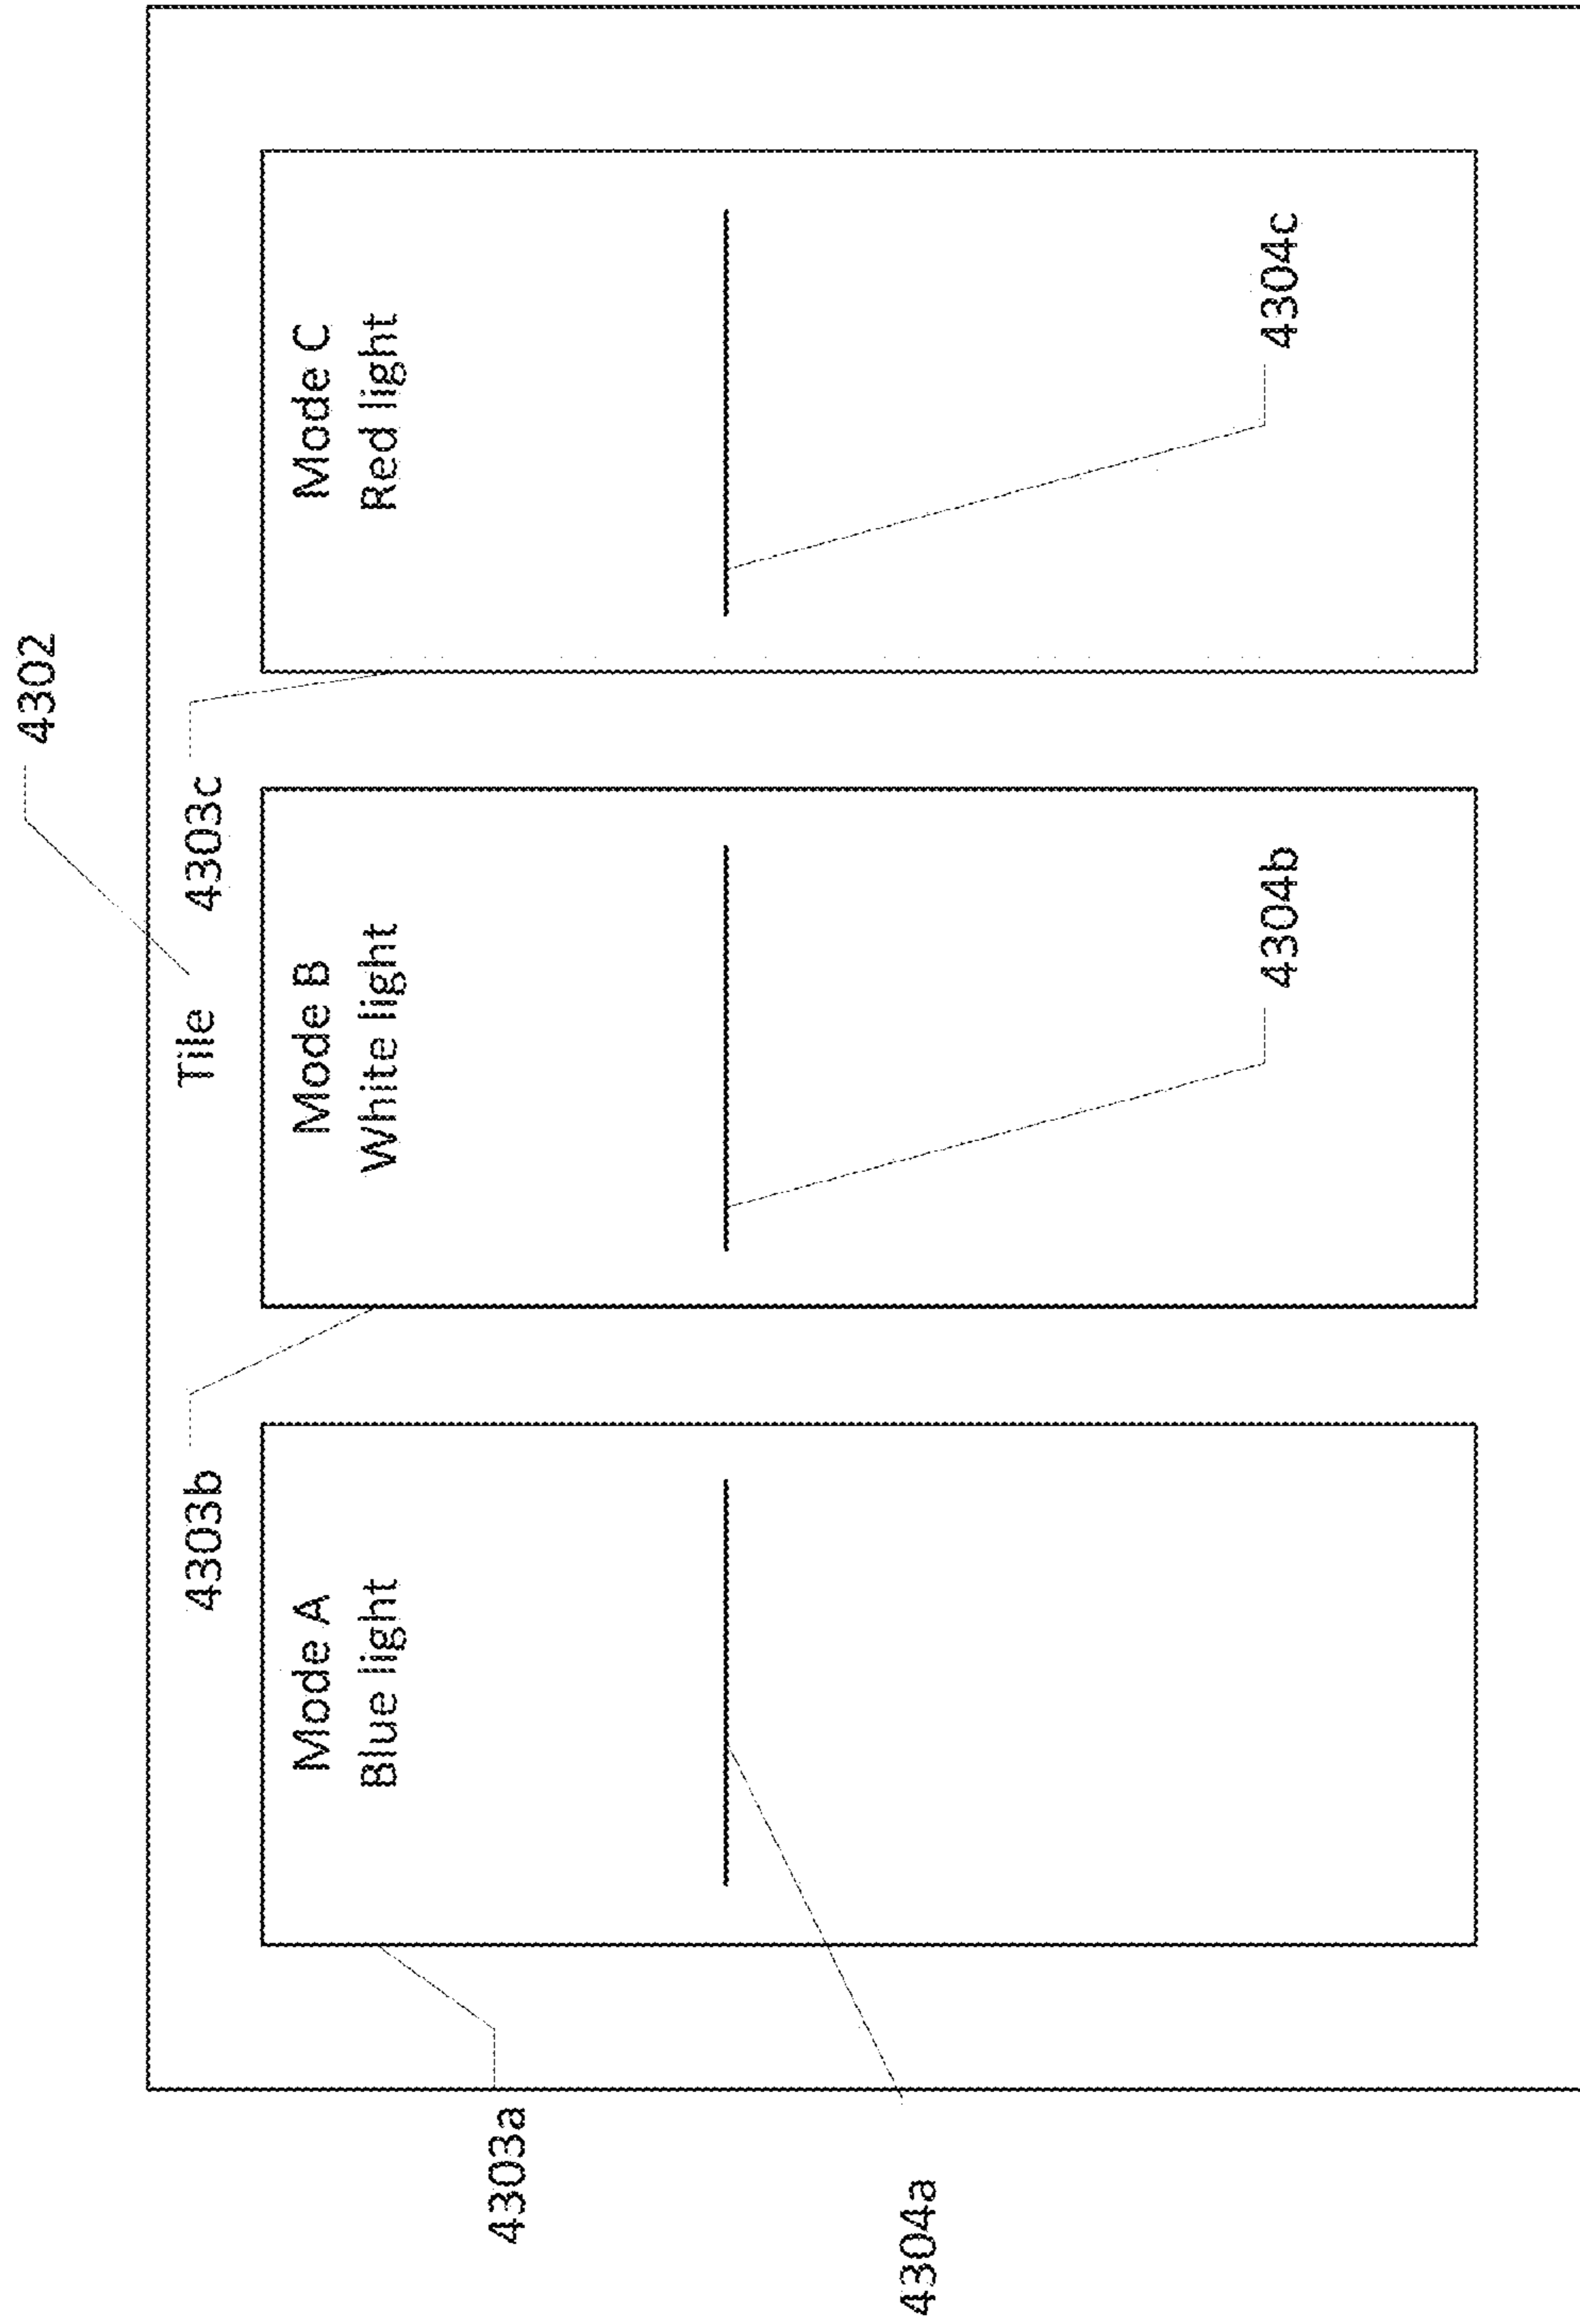 4302
Tile
4303a
4303b
4303c
Mode A
Blue light
Mode B
White light
Mode C
Red light
4304a
4304b
4304c